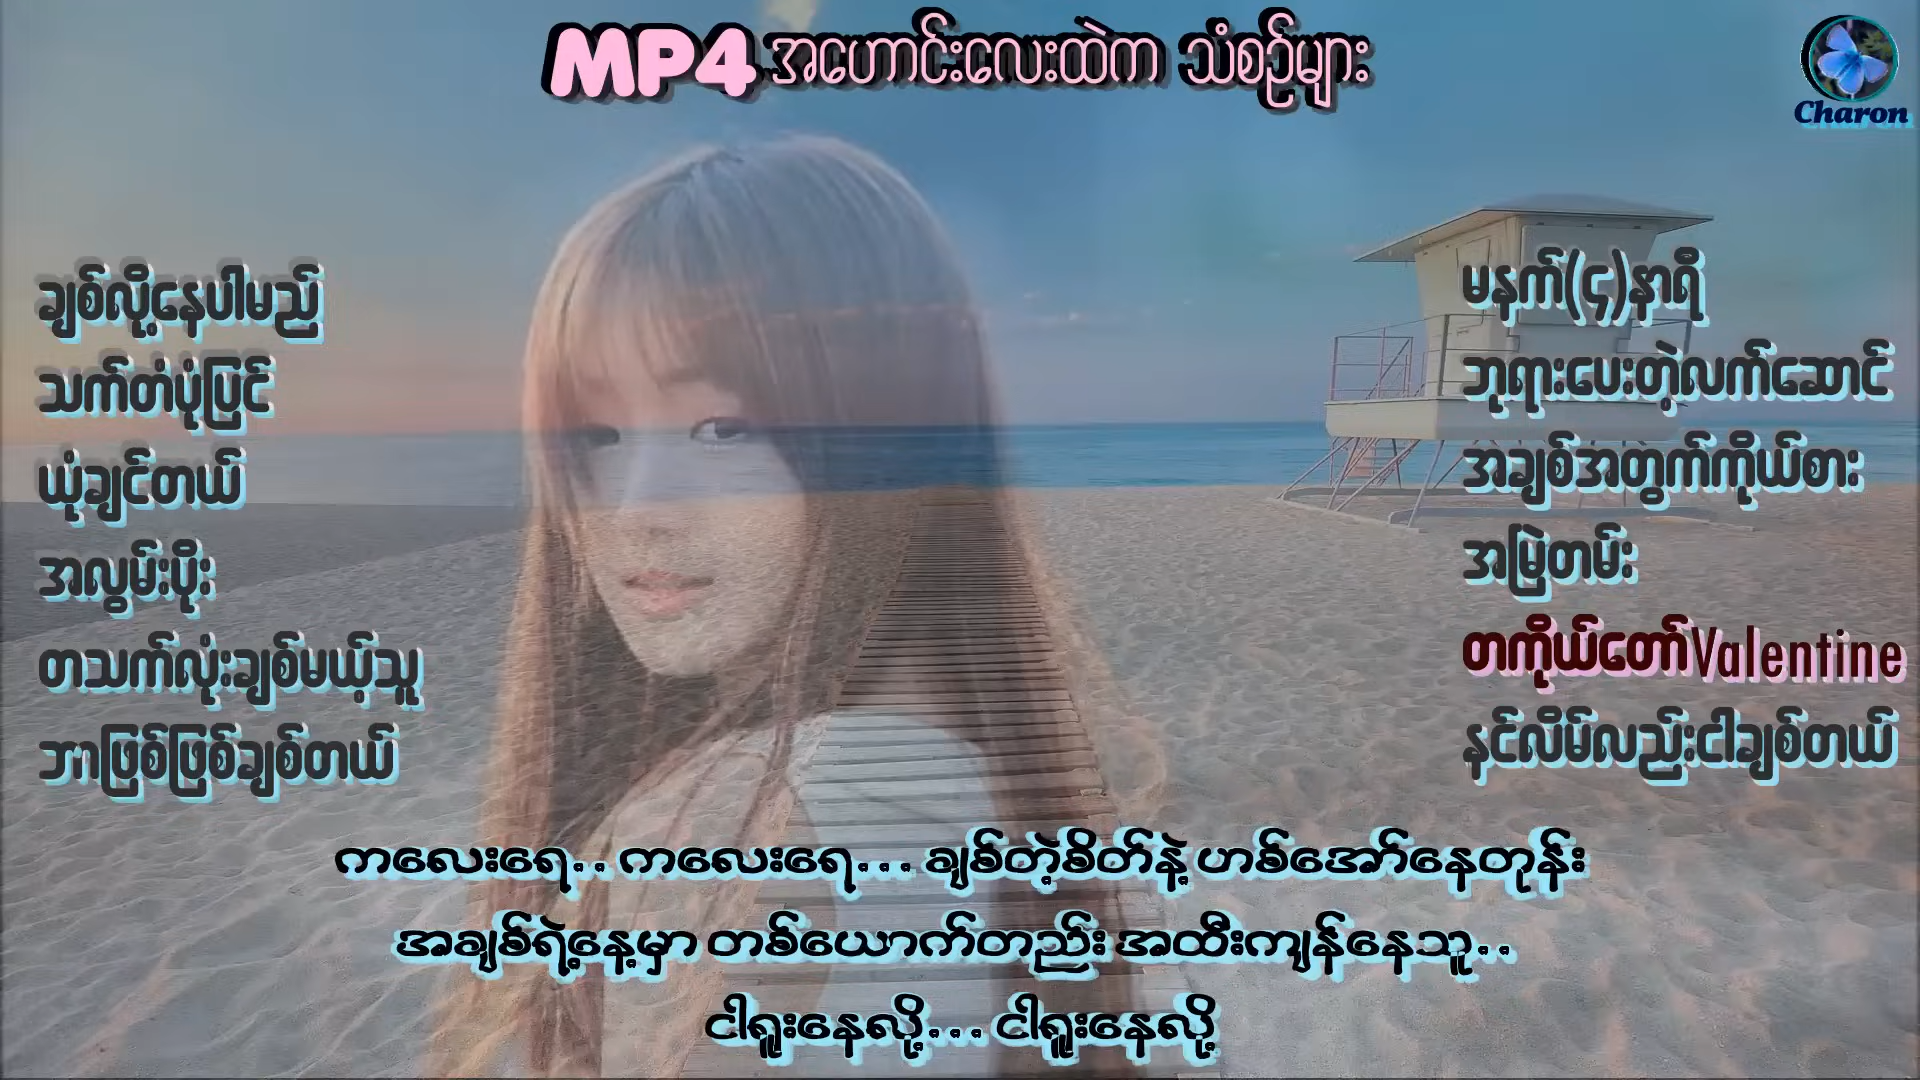 MP4 အဟောင်းလေးထဲက သံစဉ်များ
Charon
ချစ်လို့နေပါမည်
သက်တံပုံပြင်
ယုံချင်တယ်
အလွမ်းပိုး
တသက်လုံးချစ်မယ့်သူ
ဘာဖြစ်ဖြစ်ချစ်တယ်
မနက်(၄)နာရီ
ဘုရားပေးတဲ့လက်ဆောင်
အချစ်အတွက်ကိုယ်စား
အမြဲတမ်း
တကိုယ်တော်Valentine
နင်လိမ်လည်းငါချစ်တယ်
ကလေးရေ.. ကလေးရေ... ချစ်တဲ့စိတ်နဲ့ ဟစ်အော်နေတုန်း
အချစ်ရဲ့နေ့မှာ တစ်ယောက်တည်း အထီးကျန်နေသူ..
ငါရူးနေလို့... ငါရူးနေလို့